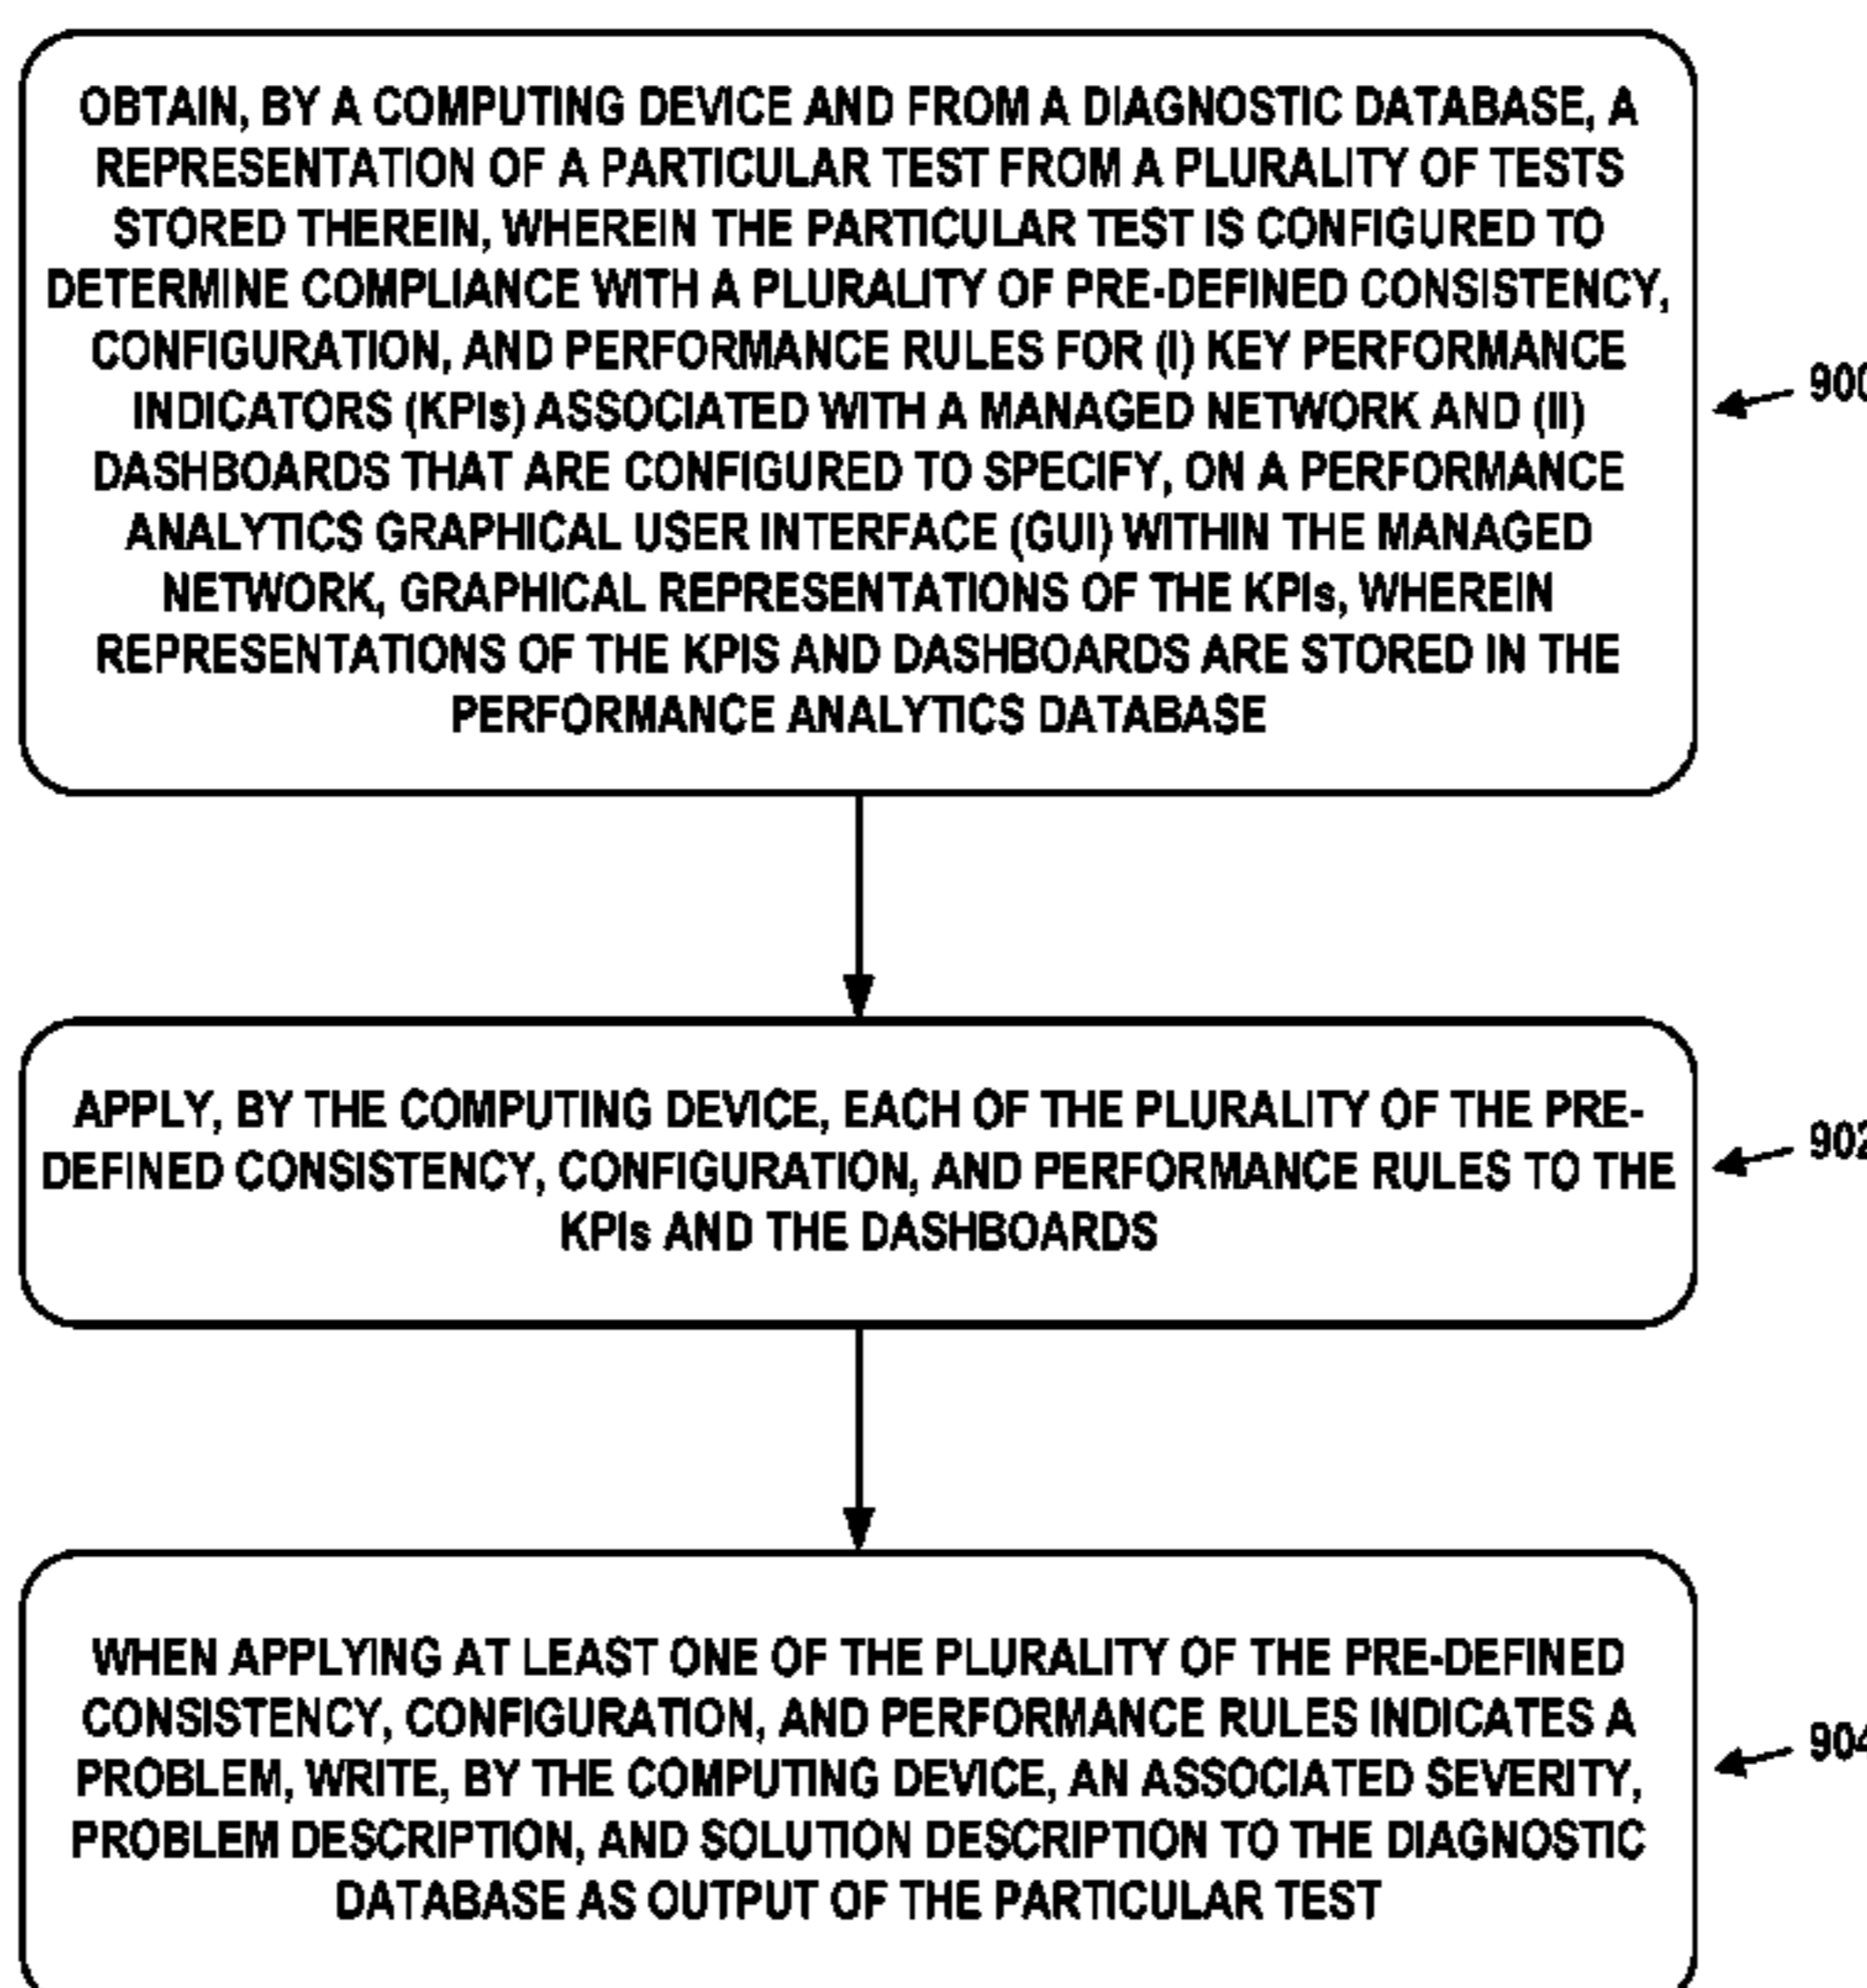 OBTAIN, BY A COMPUTING DEVICE AND FROM A DIAGNOSTIC DATABASE, A
REPRESENTATION OF A PARTICULAR TEST FROM A PLURALITY OF TESTS
STORED THEREIN, WHEREIN THE PARTICULAR TEST IS CONFIGURED TO
DETERMINE COMPLIANCE WITH A PLURALITY OF PRE-DEFINED CONSISTENCY,
CONFIGURATION, AND PERFORMANCE RULES FOR (I) KEY PERFORMANCE
INDICATORS (KPIs) ASSOCIATED WITH A MANAGED NETWORK AND (II)
DASHBOARDS THAT ARE CONFIGURED TO SPECIFY, ON A PERFORMANCE
ANALYTICS GRAPHICAL USER INTERFACE (GUI) WITHIN THE MANAGED
NETWORK, GRAPHICAL REPRESENTATIONS OF THE KPIs, WHEREIN
REPRESENTATIONS OF THE KPIS AND DASHBOARDS ARE STORED IN THE
PERFORMANCE ANALYTICS DATABASE
900
APPLY, BY THE COMPUTING DEVICE, EACH OF THE PLURALITY OF THE PRE-
DEFINED CONSISTENCY, CONFIGURATION, AND PERFORMANCE RULES TO THE
KPIs AND THE DASHBOARDS
902
WHEN APPLYING AT LEAST ONE OF THE PLURALITY OF THE PRE-DEFINED
CONSISTENCY, CONFIGURATION, AND PERFORMANCE RULES INDICATES A
PROBLEM, WRITE, BY THE COMPUTING DEVICE, AN ASSOCIATED SEVERITY,
PROBLEM DESCRIPTION, AND SOLUTION DESCRIPTION TO THE DIAGNOSTIC
DATABASE AS OUTPUT OF THE PARTICULAR TEST
904